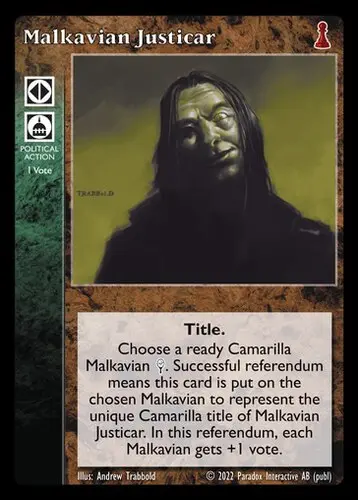 Malkavian Justicar
POLITICAL
ACTION
1 Vote
TRABBOLD
Title.
Choose a ready Camarilla
Malkavian . Successful referendum
means this card is put on the
chosen Malkavian to represent the
unique Camarilla title of Malkavian
Justicar. In this referendum, each
Malkavian gets +1 vote.
Illus: Andrew Trabbold © 2022 Paradox Interactive AB (publ)